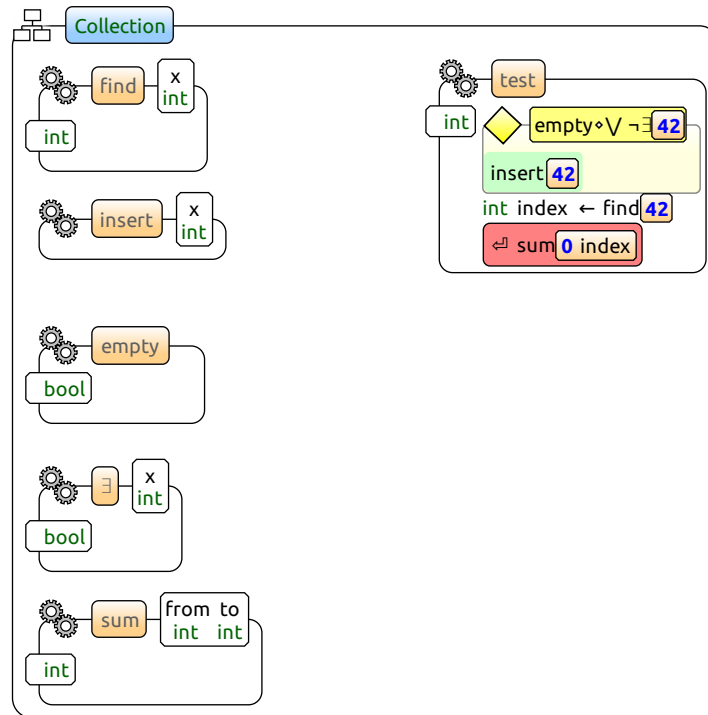 Collection
find x
int
int
insert x
int
empty
bool
∃ x
int
bool
sum from to
int int
int
test
int
empty⋄⋁ ¬∃ 42
insert 42
int index ← find 42
⏎ sum 0 index